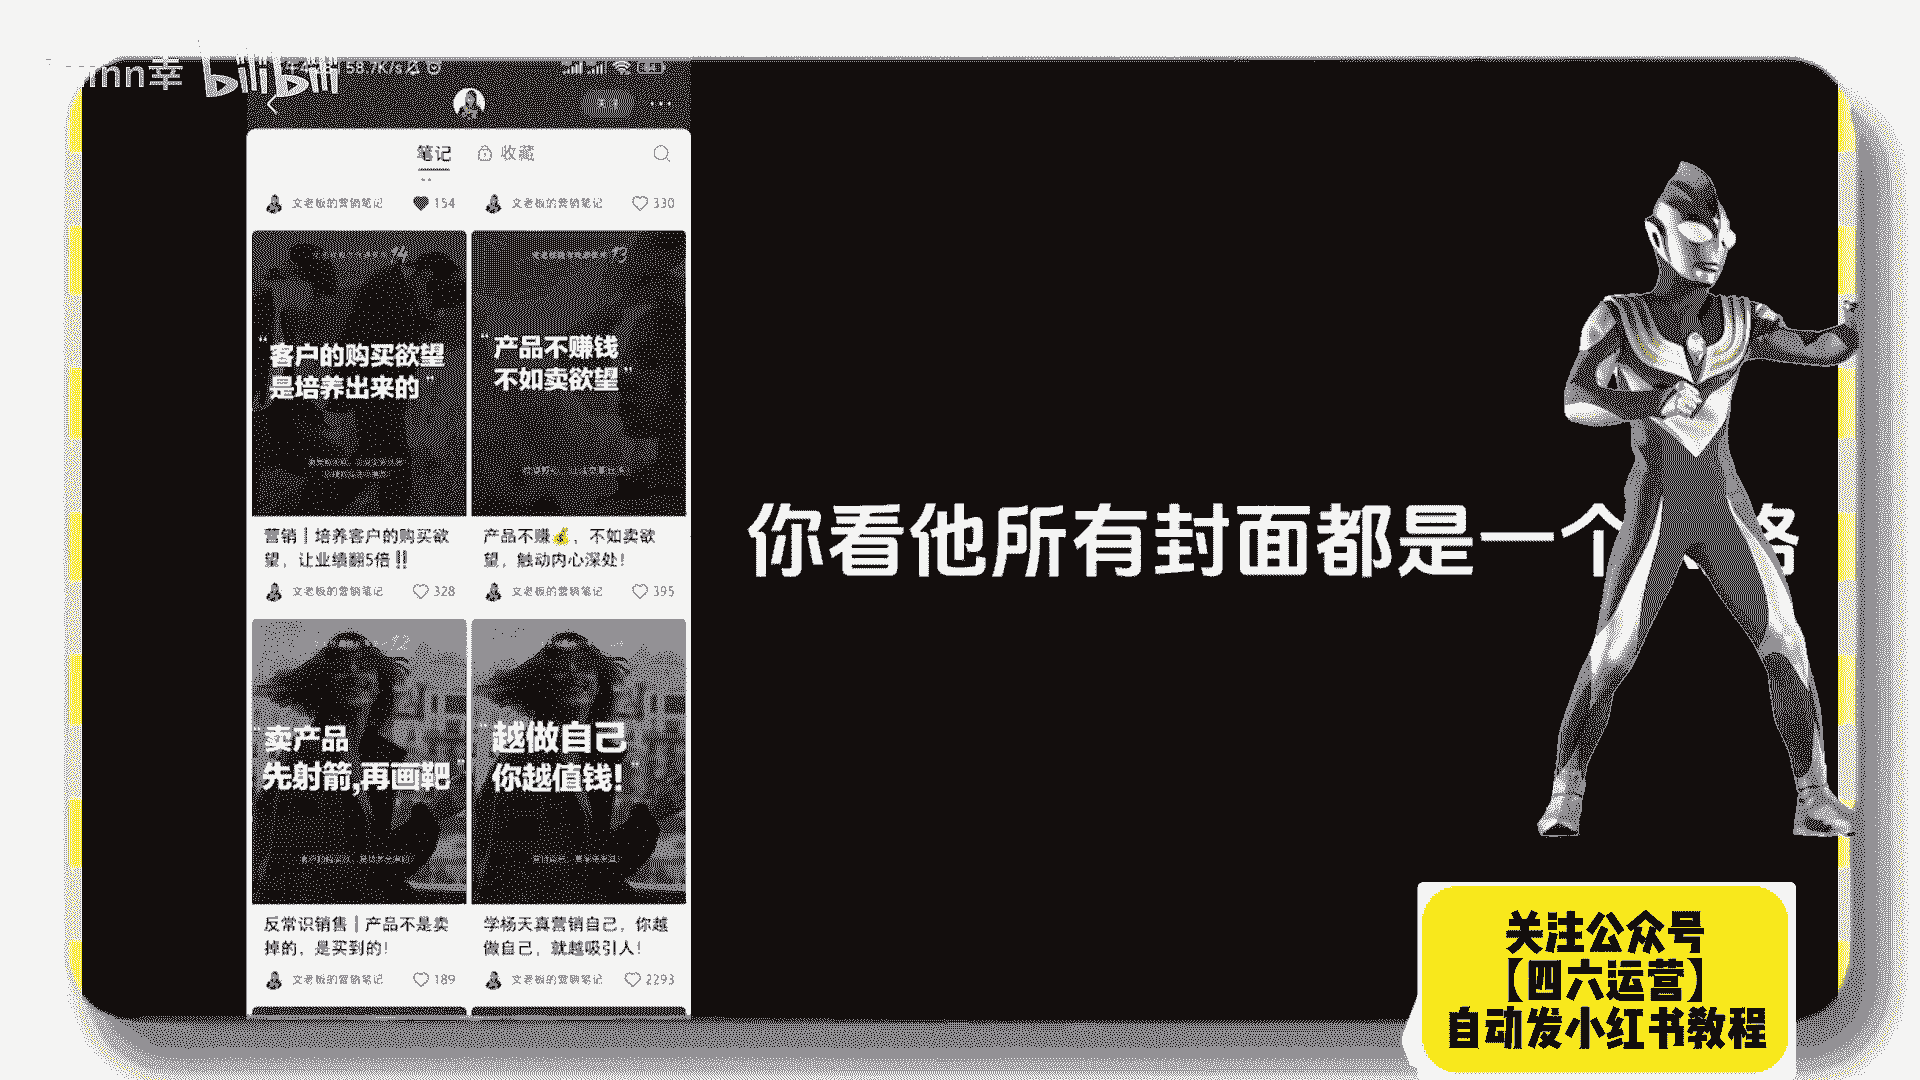 mn幸 bilibili
58.7K/s
笔记 收藏
文老板的营销笔记 154
文老板的营销笔记 330
14
“客户的购买欲望
是培养出来的”
13
“产品不赚钱
不如卖欲望”
营销｜培养客户的购买欲
望，让业绩翻5倍‼
文老板的营销笔记 328
产品不赚💰，不如卖欲
望，触动内心深处！
文老板的营销笔记 395
12
“卖产品
先射箭,再画靶”
“越做自己
你越值钱!”
反常识销售｜产品不是卖
掉的，是买到的！
文老板的营销笔记 189
学杨天真营销自己，你越
做自己，就越吸引人！
文老板的营销笔记 2293
你看他所有封面都是一个 格
关注公众号
【四六运营】
自动发小红书教程